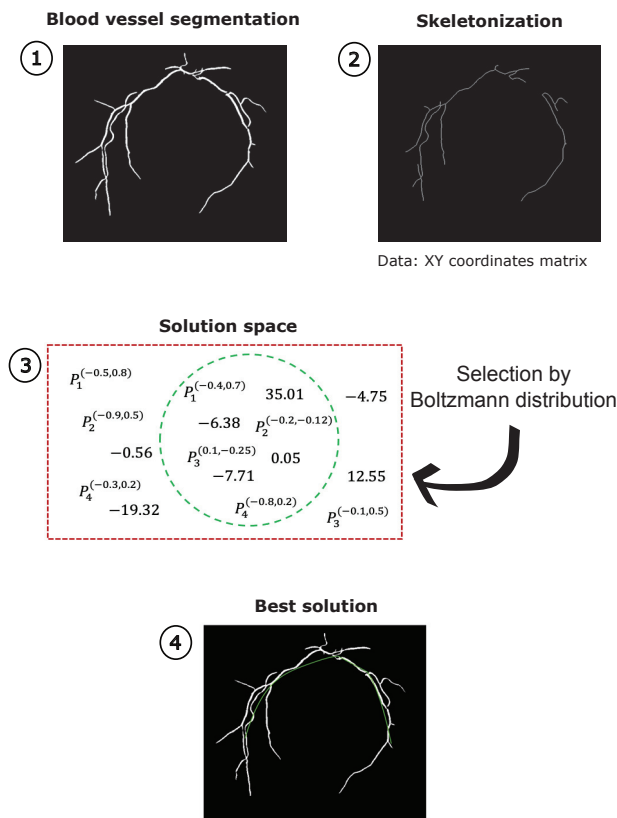 Blood vessel segmentation
Skeletonization
1
2
Data: XY coordinates matrix
Solution space
3
P₁^(−0.5,0.8)
P₁^(−0.4,0.7) 35.01 −4.75
P₂^(−0.9,0.5) −6.38 P₂^(−0.2,−0.12)
−0.56 P₃^(0.1,−0.25) 0.05
−7.71 12.55
P₄^(−0.3,0.2)
−19.32 P₄^(−0.8,0.2) P₃^(−0.1,0.5)
Selection by
Boltzmann distribution
Best solution
4